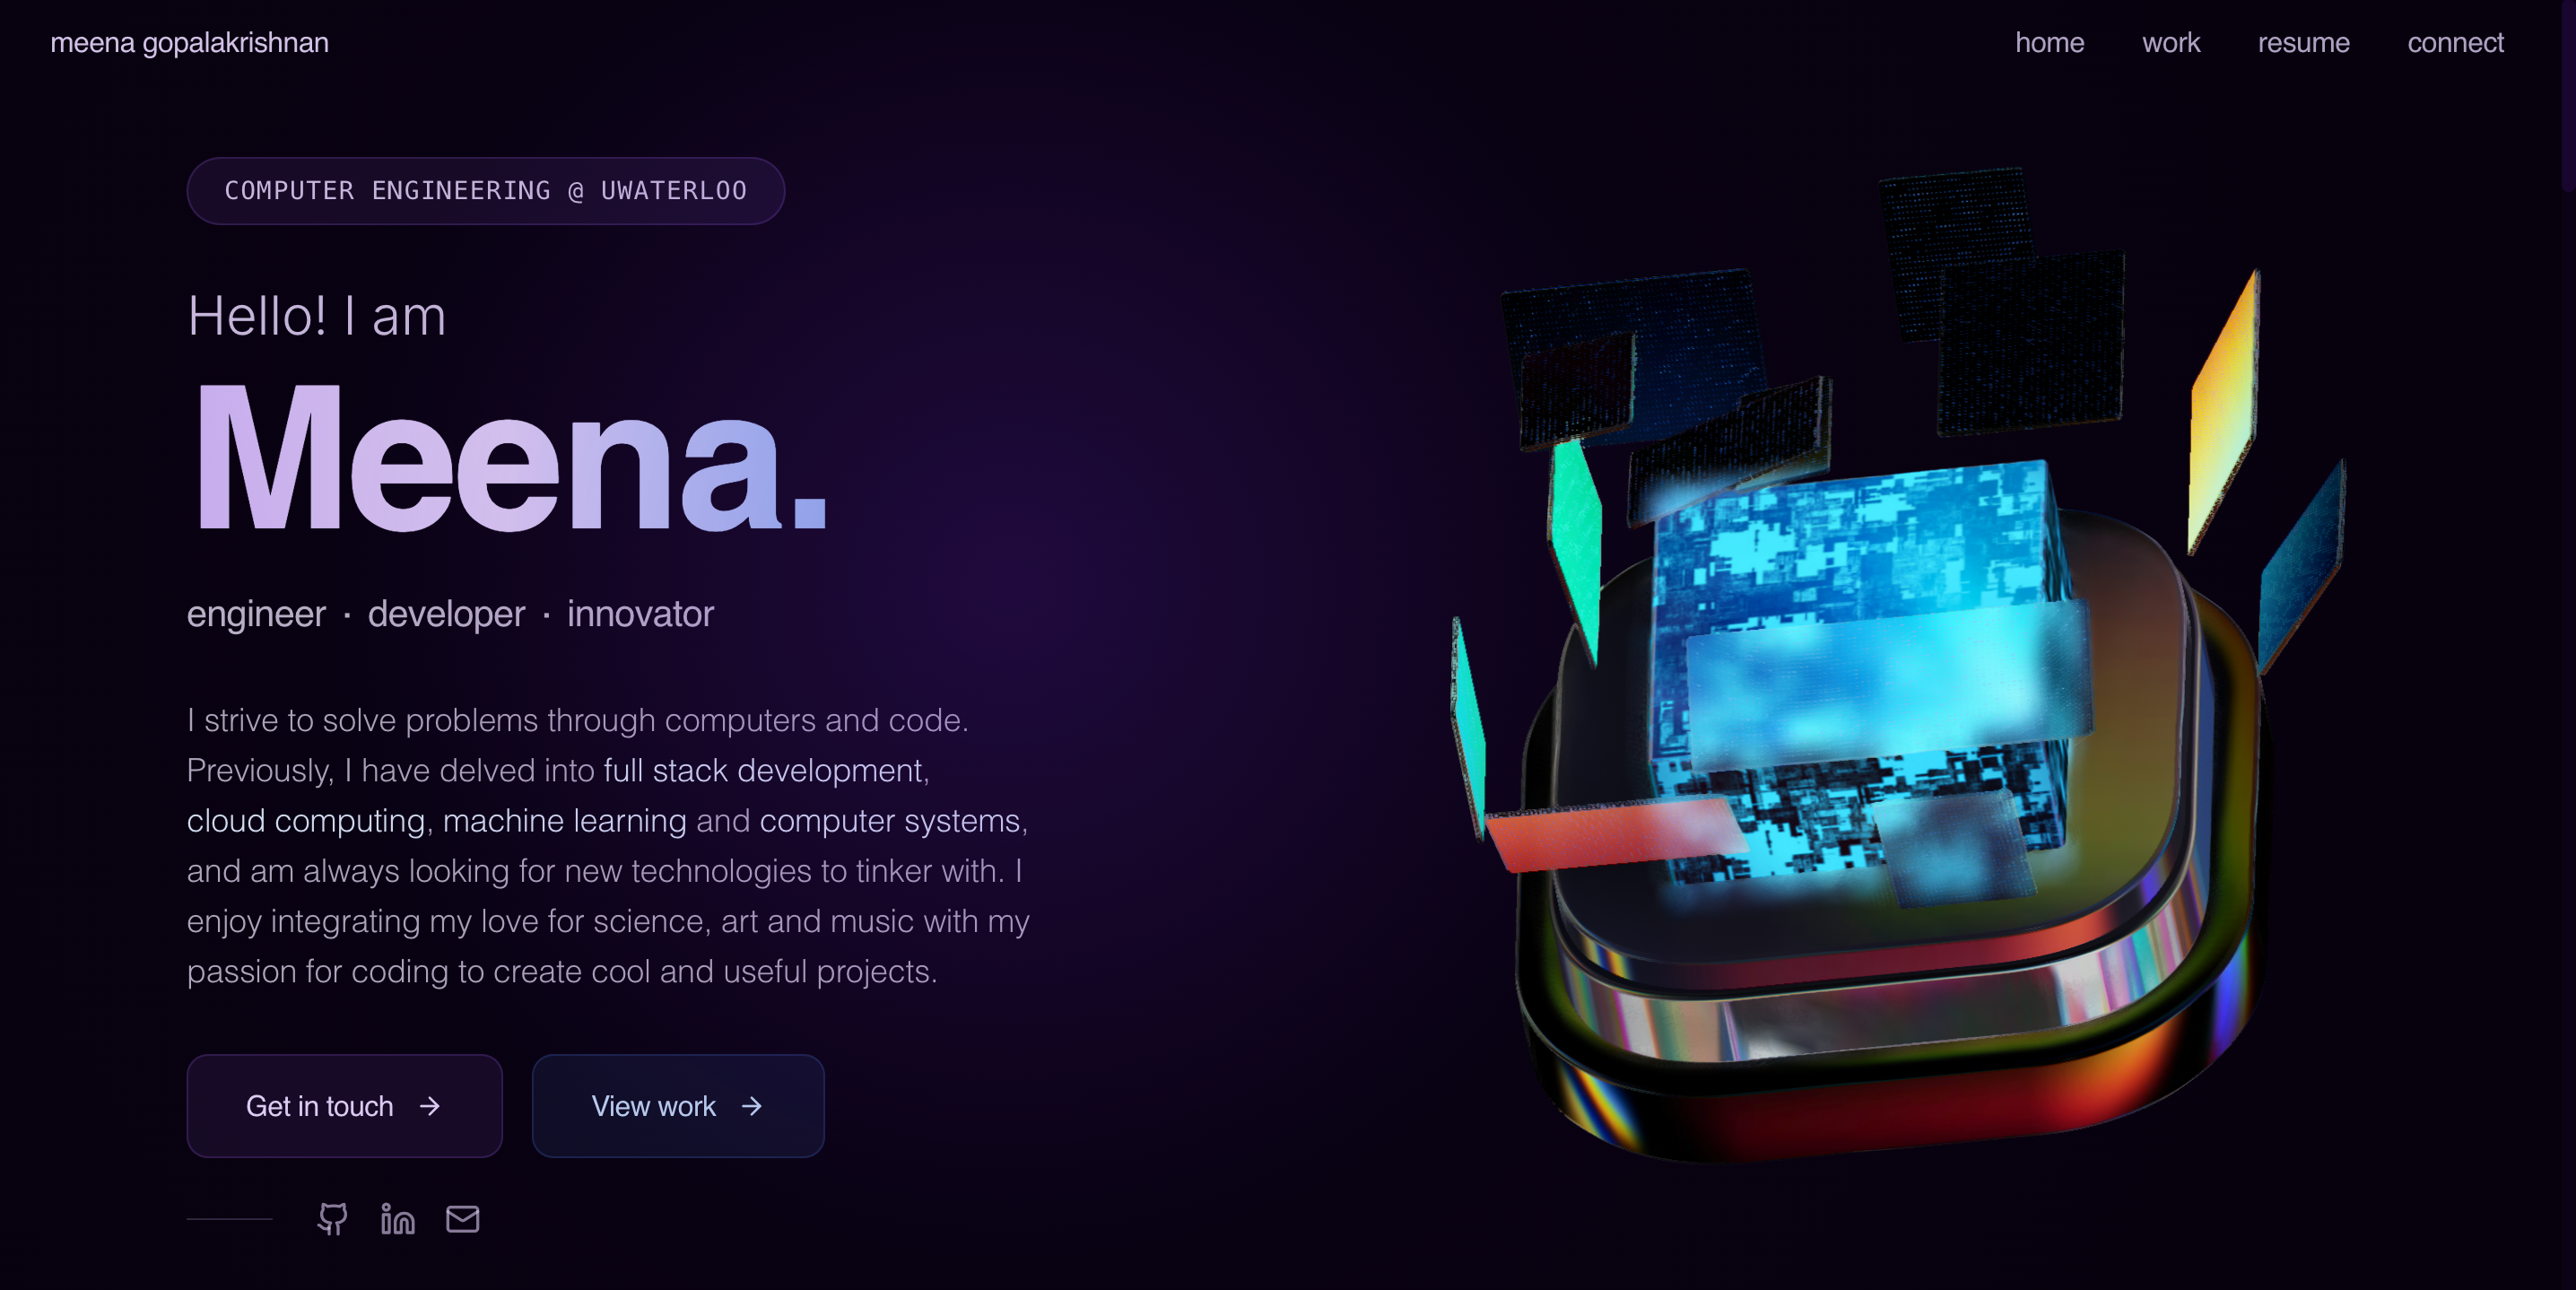 meena gopalakrishnan
home work resume connect
COMPUTER ENGINEERING @ UWATERLOO
Hello! I am
Meena.
engineer · developer · innovator
I strive to solve problems through computers and code.
Previously, I have delved into full stack development,
cloud computing, machine learning and computer systems,
and am always looking for new technologies to tinker with. I
enjoy integrating my love for science, art and music with my
passion for coding to create cool and useful projects.
Get in touch →
View work →